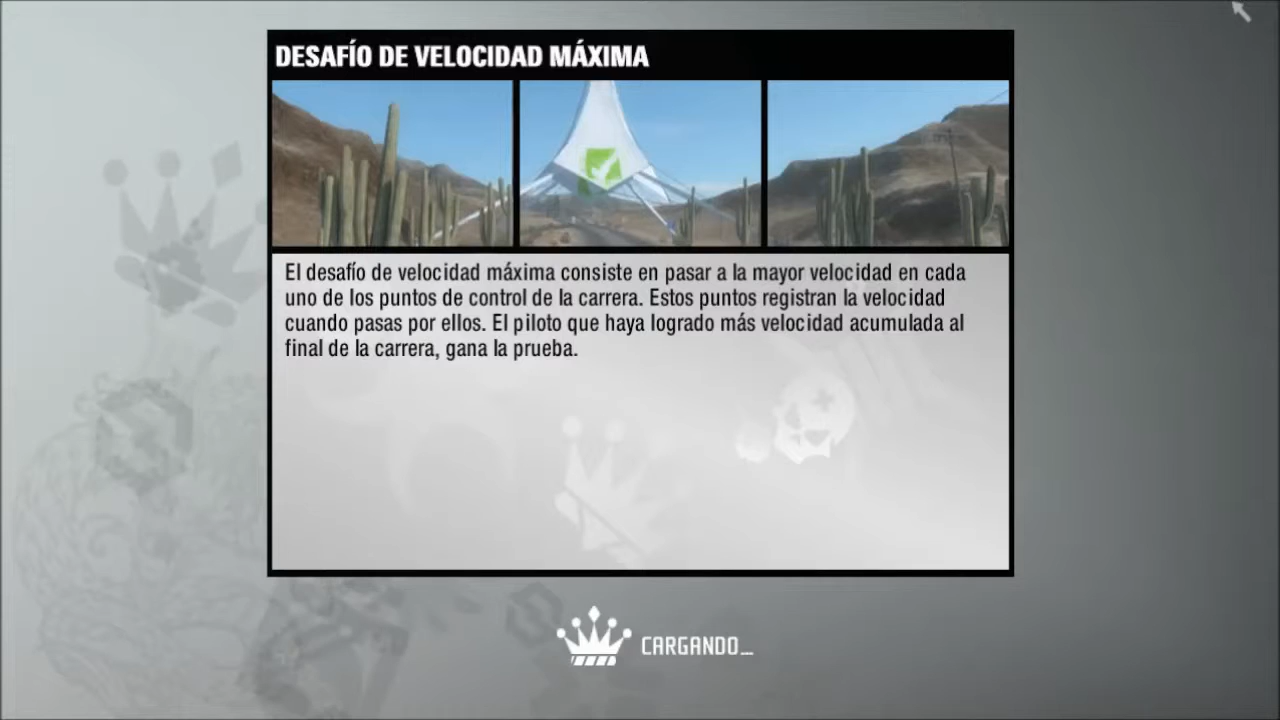 DESAFÍO DE VELOCIDAD MÁXIMA
El desafío de velocidad máxima consiste en pasar a la mayor velocidad en cada
uno de los puntos de control de la carrera. Estos puntos registran la velocidad
cuando pasas por ellos. El piloto que haya logrado más velocidad acumulada al
final de la carrera, gana la prueba.
CARGANDO_